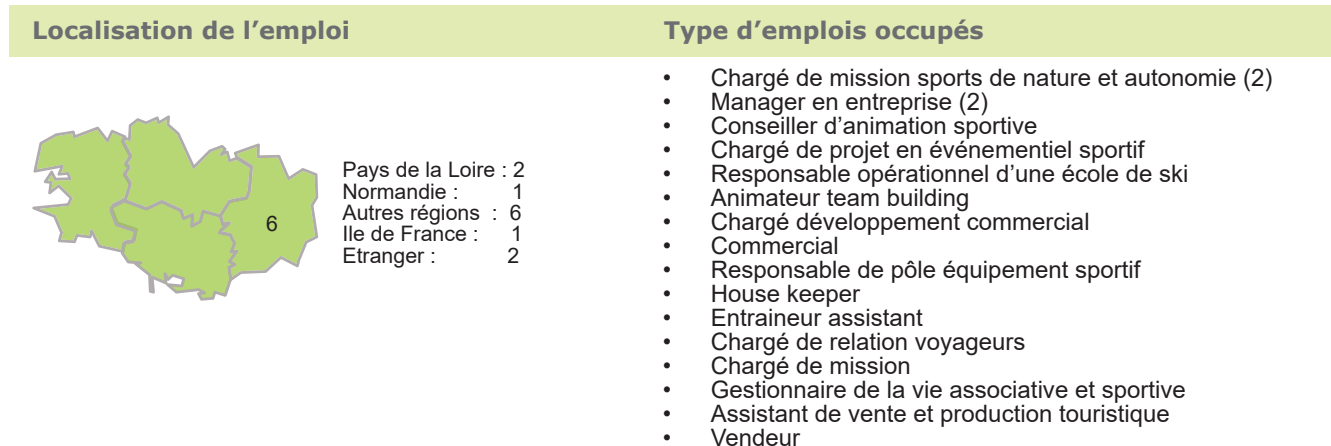 Localisation de l’emploi
6
Pays de la Loire : 2
Normandie : 1
Autres régions : 6
Ile de France : 1
Etranger : 2
Type d’emplois occupés
• Chargé de mission sports de nature et autonomie (2)
• Manager en entreprise (2)
• Conseiller d’animation sportive
• Chargé de projet en événementiel sportif
• Responsable opérationnel d’une école de ski
• Animateur team building
• Chargé développement commercial
• Commercial
• Responsable de pôle équipement sportif
• House keeper
• Entraineur assistant
• Chargé de relation voyageurs
• Chargé de mission
• Gestionnaire de la vie associative et sportive
• Assistant de vente et production touristique
• Vendeur